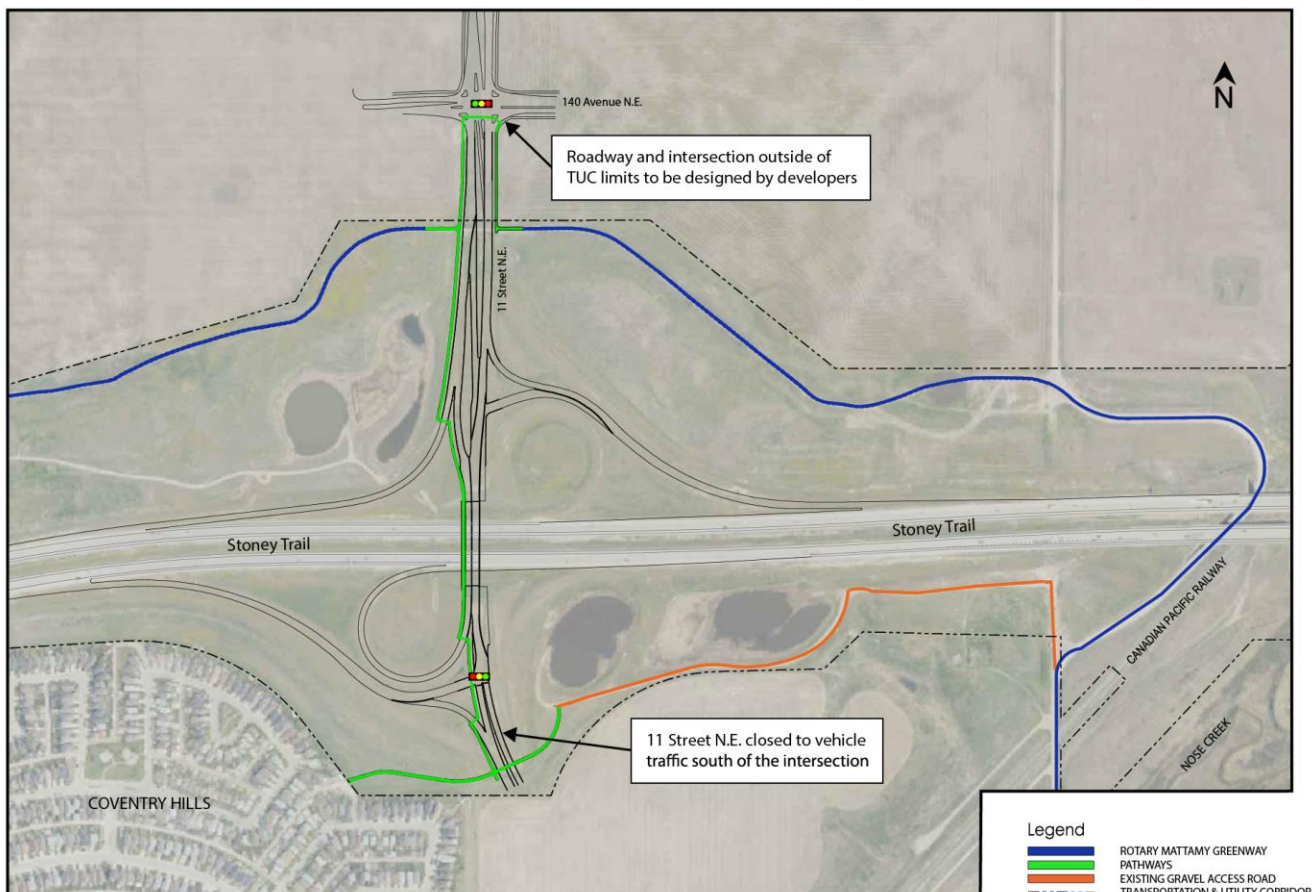 140 Avenue N.E.
N
Roadway and intersection outside of
TUC limits to be designed by developers
11 Street N.E.
Stoney Trail
Stoney Trail
CANADIAN PACIFIC RAILWAY
NOSE CREEK
11 Street N.E. closed to vehicle
traffic south of the intersection
COVENTRY HILLS
Legend
ROTARY MATTAMY GREENWAY
PATHWAYS
EXISTING GRAVEL ACCESS ROAD
TRANSPORTATION & UTILITY CORRIDOR